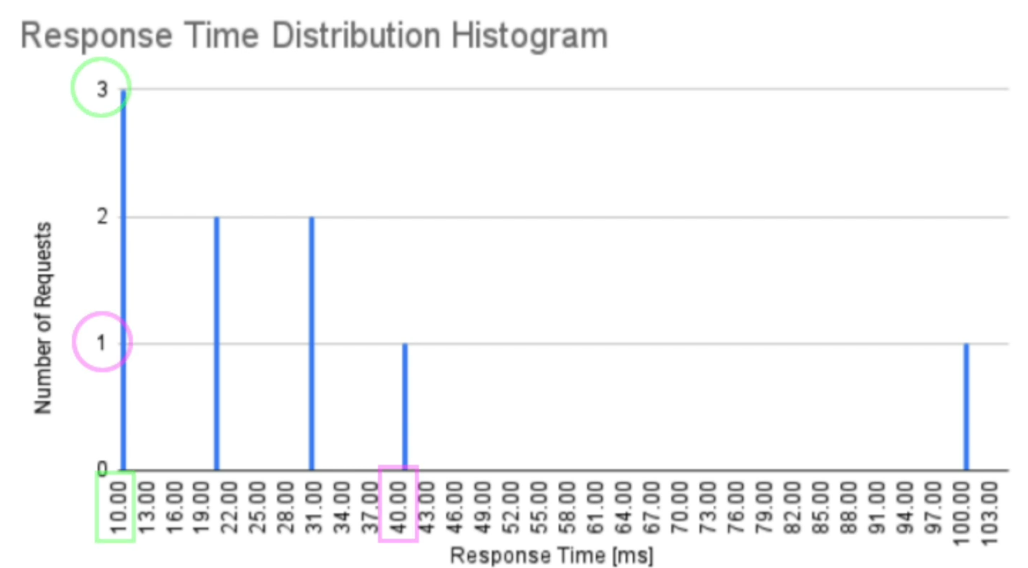 Response Time Distribution Histogram
3
2
1
0
Number of Requests
10.00 13.00 16.00 19.00 22.00 25.00 28.00 31.00 34.00 37.00 40.00 43.00 46.00 49.00 52.00 55.00 58.00 61.00 64.00 67.00 70.00 73.00 76.00 79.00 82.00 85.00 88.00 91.00 94.00 97.00 100.00 103.00
Response Time [ms]